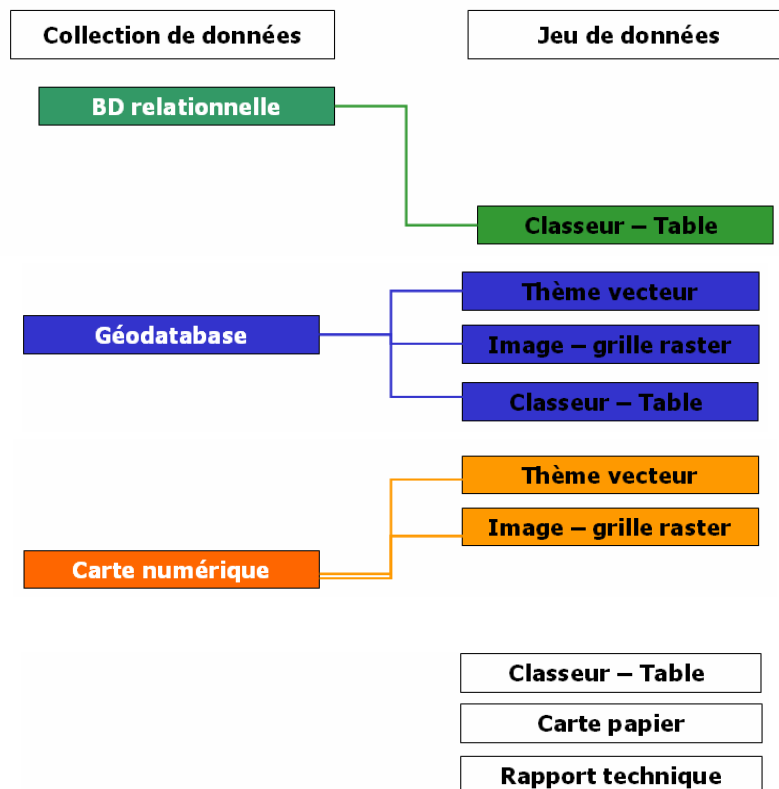 Collection de données
Jeu de données
BD relationnelle
Classeur – Table
Thème vecteur
Géodatabase
Image – grille raster
Classeur – Table
Thème vecteur
Image – grille raster
Carte numérique
Classeur – Table
Carte papier
Rapport technique